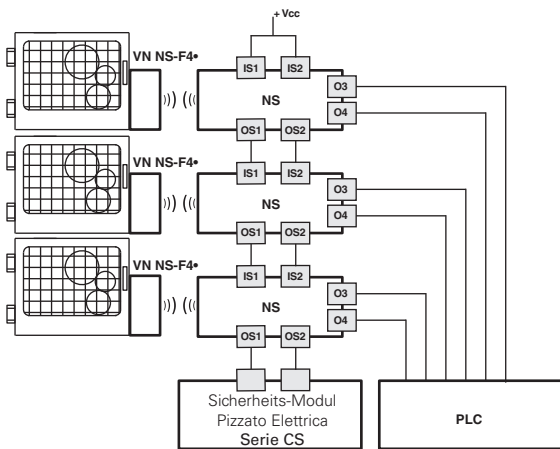 + Vcc
VN NS-F4•
IS1 IS2
NS
O3
O4
OS1 OS2
VN NS-F4•
IS1 IS2
NS
O3
O4
OS1 OS2
VN NS-F4•
IS1 IS2
NS
O3
O4
OS1 OS2
Sicherheits-Modul
Pizzato Elettrica
Serie CS
PLC